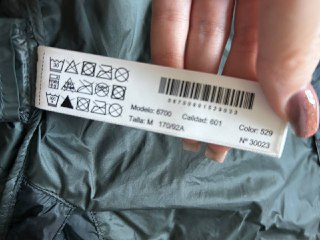 Modelo: 6700 Calidad: 601 Color: 529
Talla: M 170/92A Nº 30023